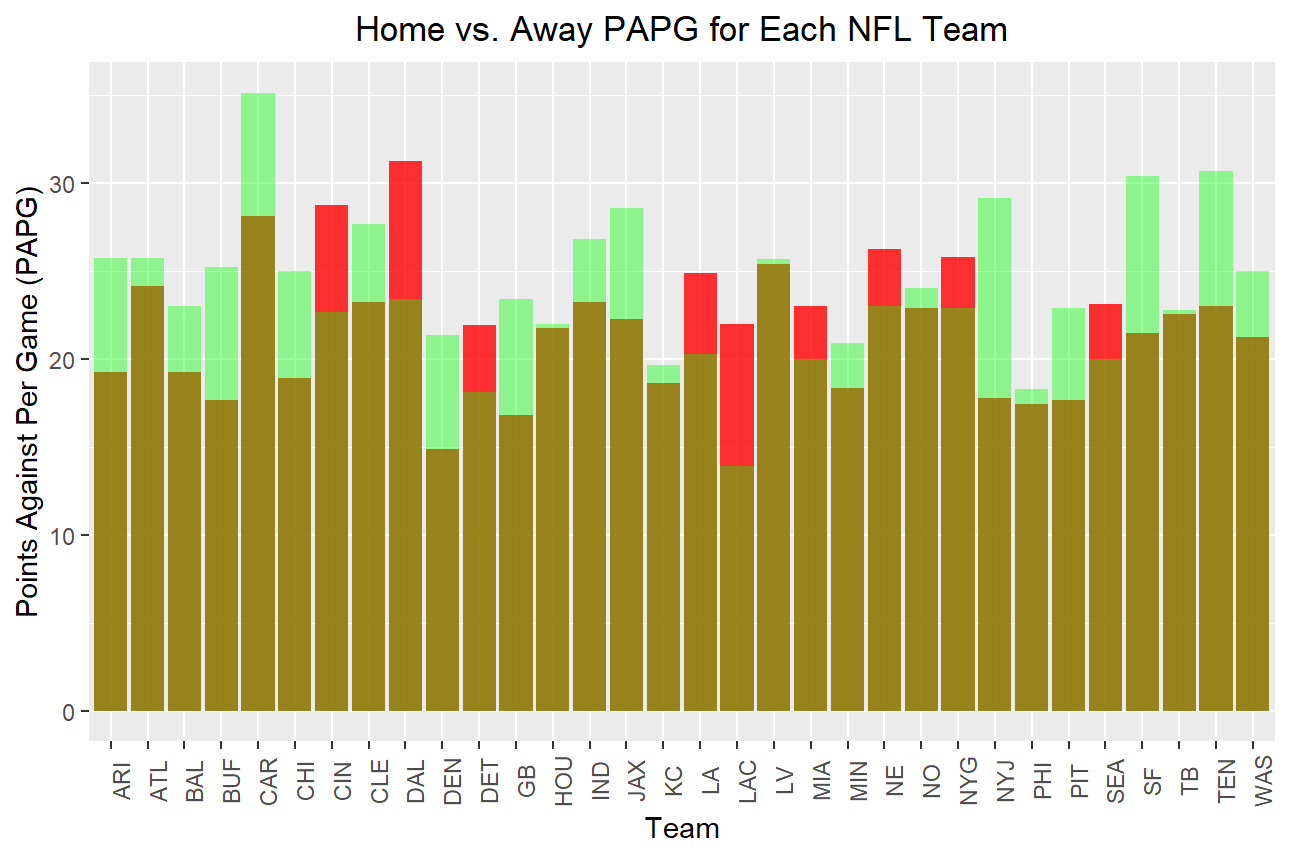 Home vs. Away PAPG for Each NFL Team
Points Against Per Game (PAPG)
30
20
10
0
ARI ATL BAL BUF CAR CHI CIN CLE DAL DEN DET GB HOU IND JAX KC LA LAC LV MIA MIN NE NO NYG NYJ PHI PIT SEA SF TB TEN WAS
Team